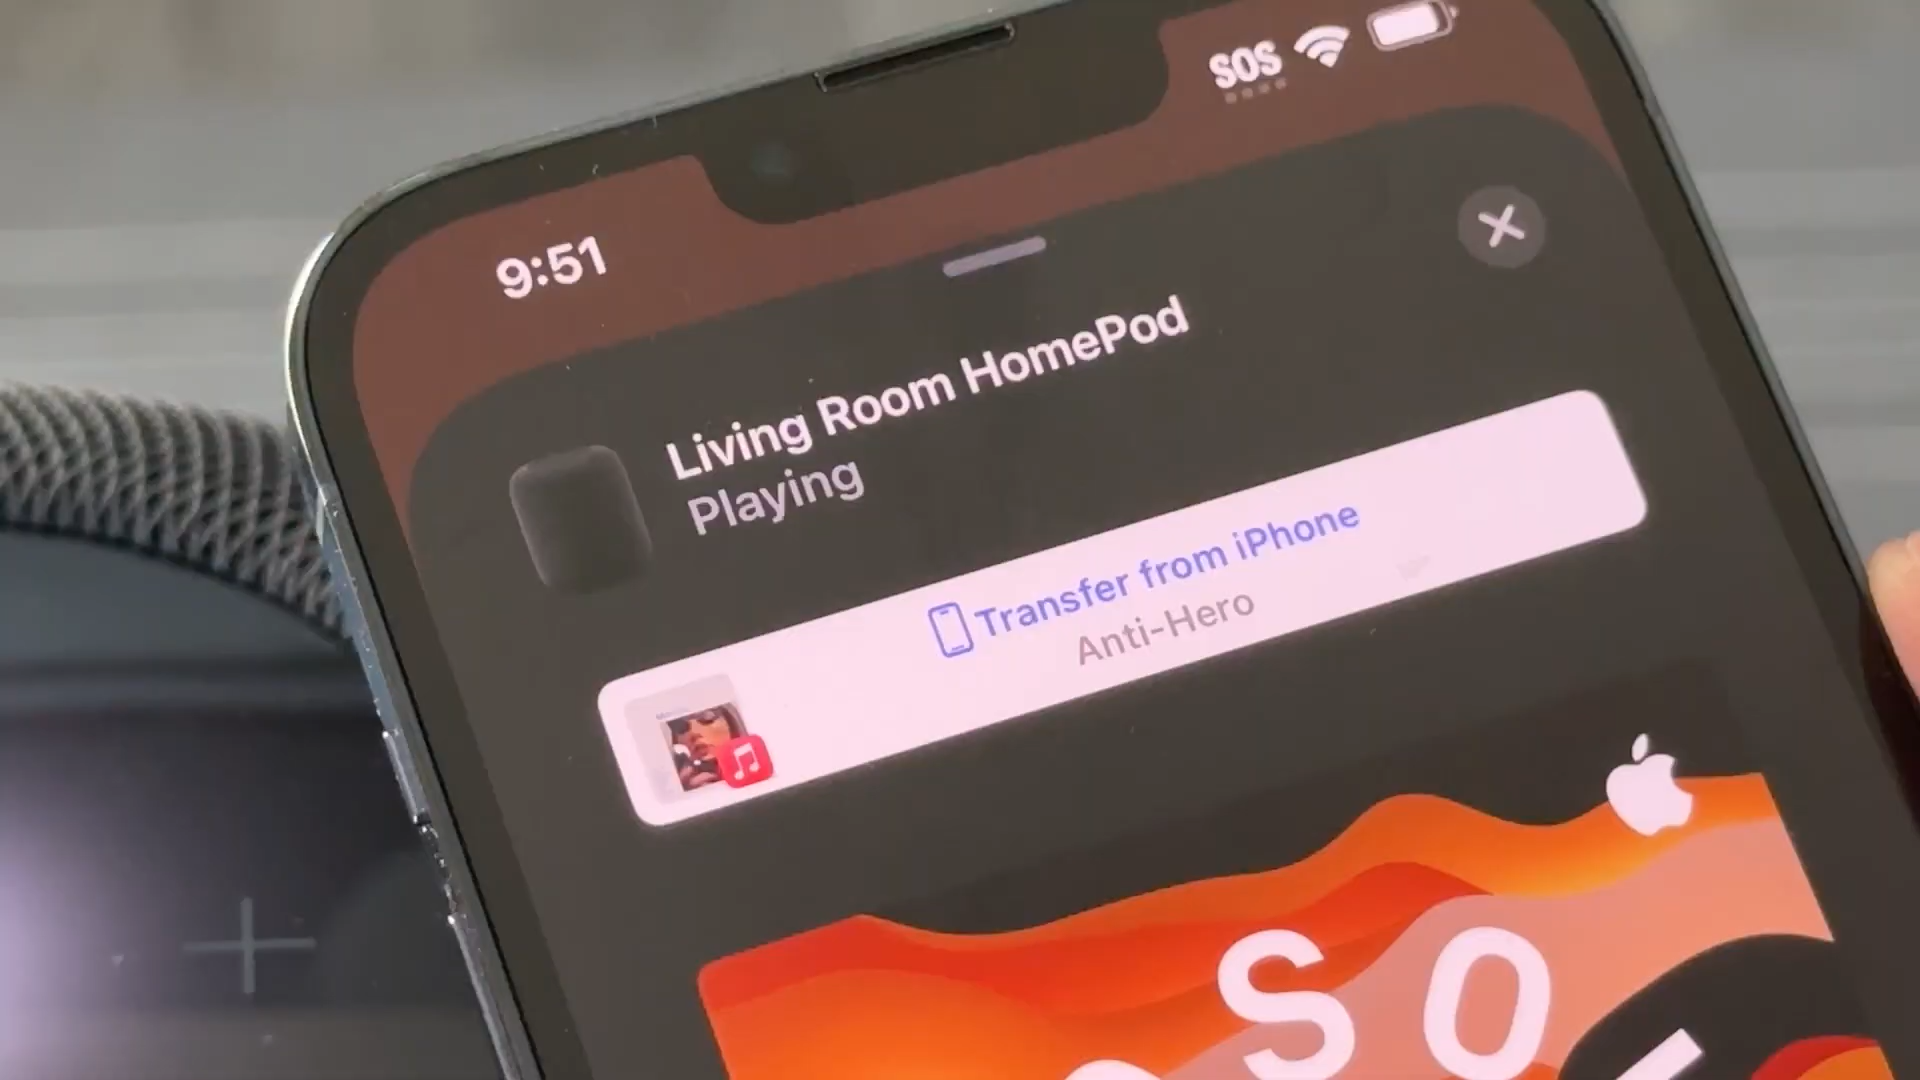 SOS
9:51
Living Room HomePod
Playing
Transfer from iPhone
Anti-Hero
S O